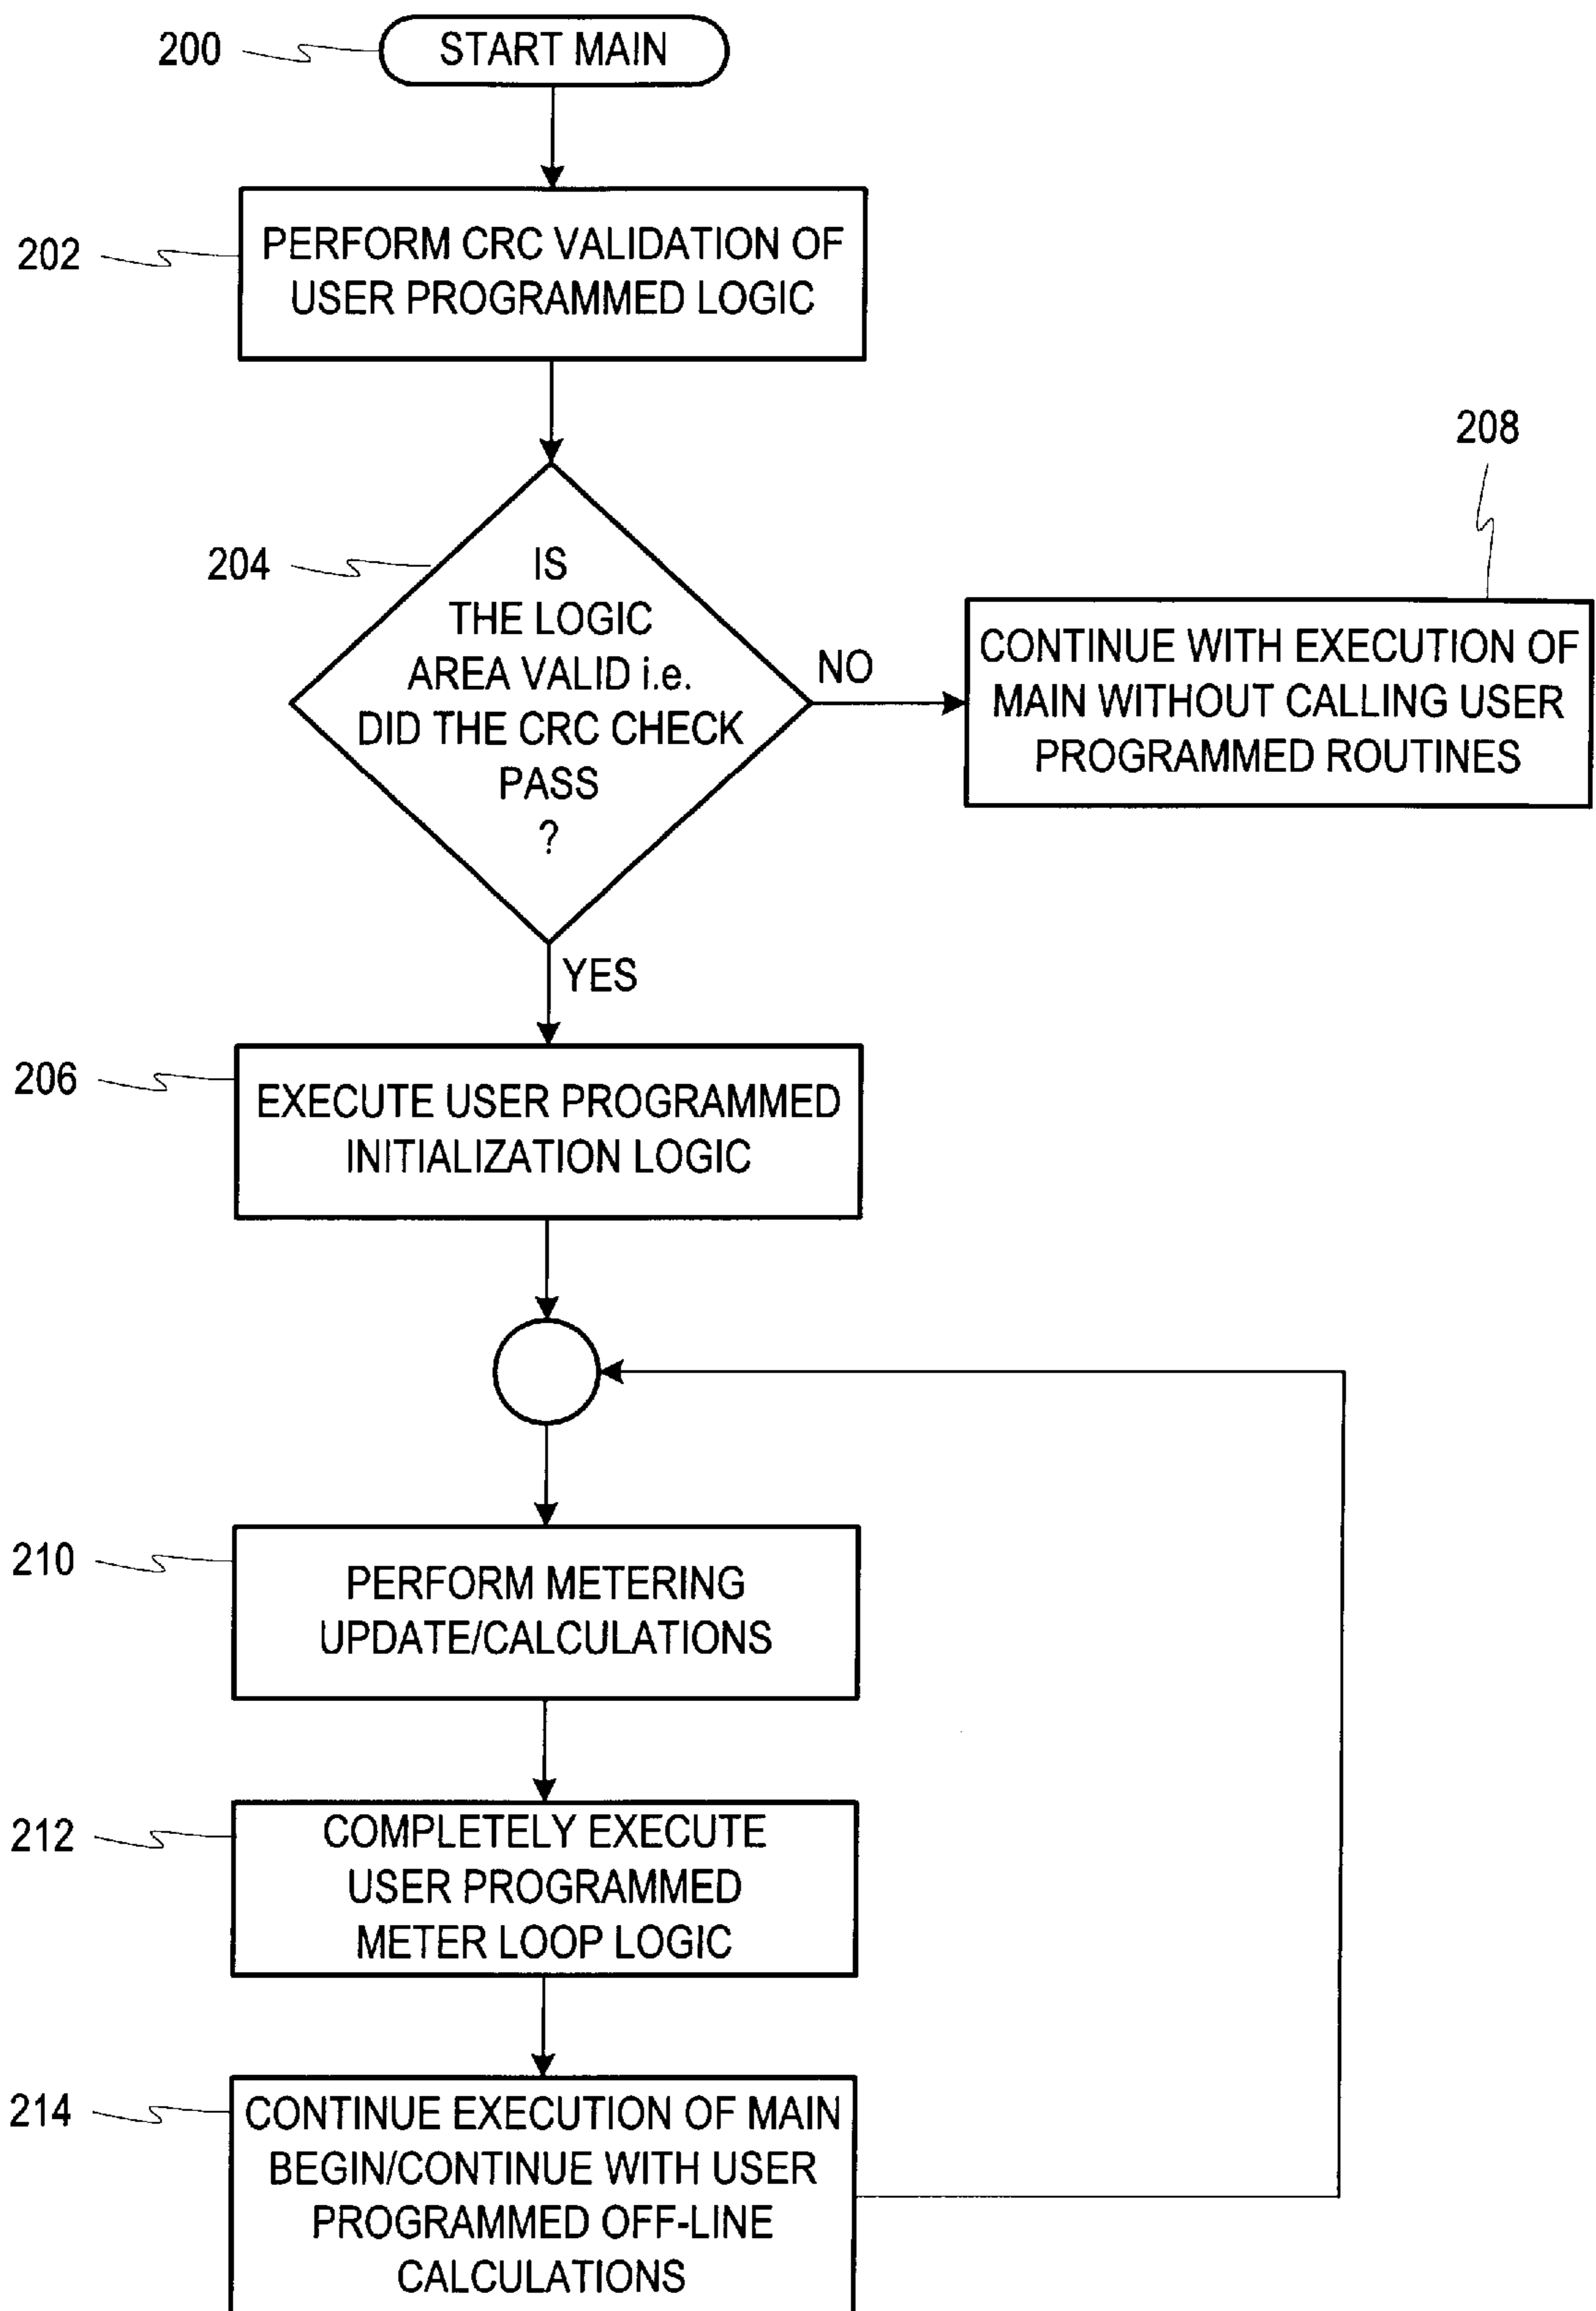 200
START MAIN
202
PERFORM CRC VALIDATION OF
USER PROGRAMMED LOGIC
204
IS
THE LOGIC
AREA VALID i.e.
DID THE CRC CHECK
PASS
?
NO
208
CONTINUE WITH EXECUTION OF
MAIN WITHOUT CALLING USER
PROGRAMMED ROUTINES
YES
206
EXECUTE USER PROGRAMMED
INITIALIZATION LOGIC
210
PERFORM METERING
UPDATE/CALCULATIONS
212
COMPLETELY EXECUTE
USER PROGRAMMED
METER LOOP LOGIC
214
CONTINUE EXECUTION OF MAIN
BEGIN/CONTINUE WITH USER
PROGRAMMED OFF-LINE
CALCULATIONS